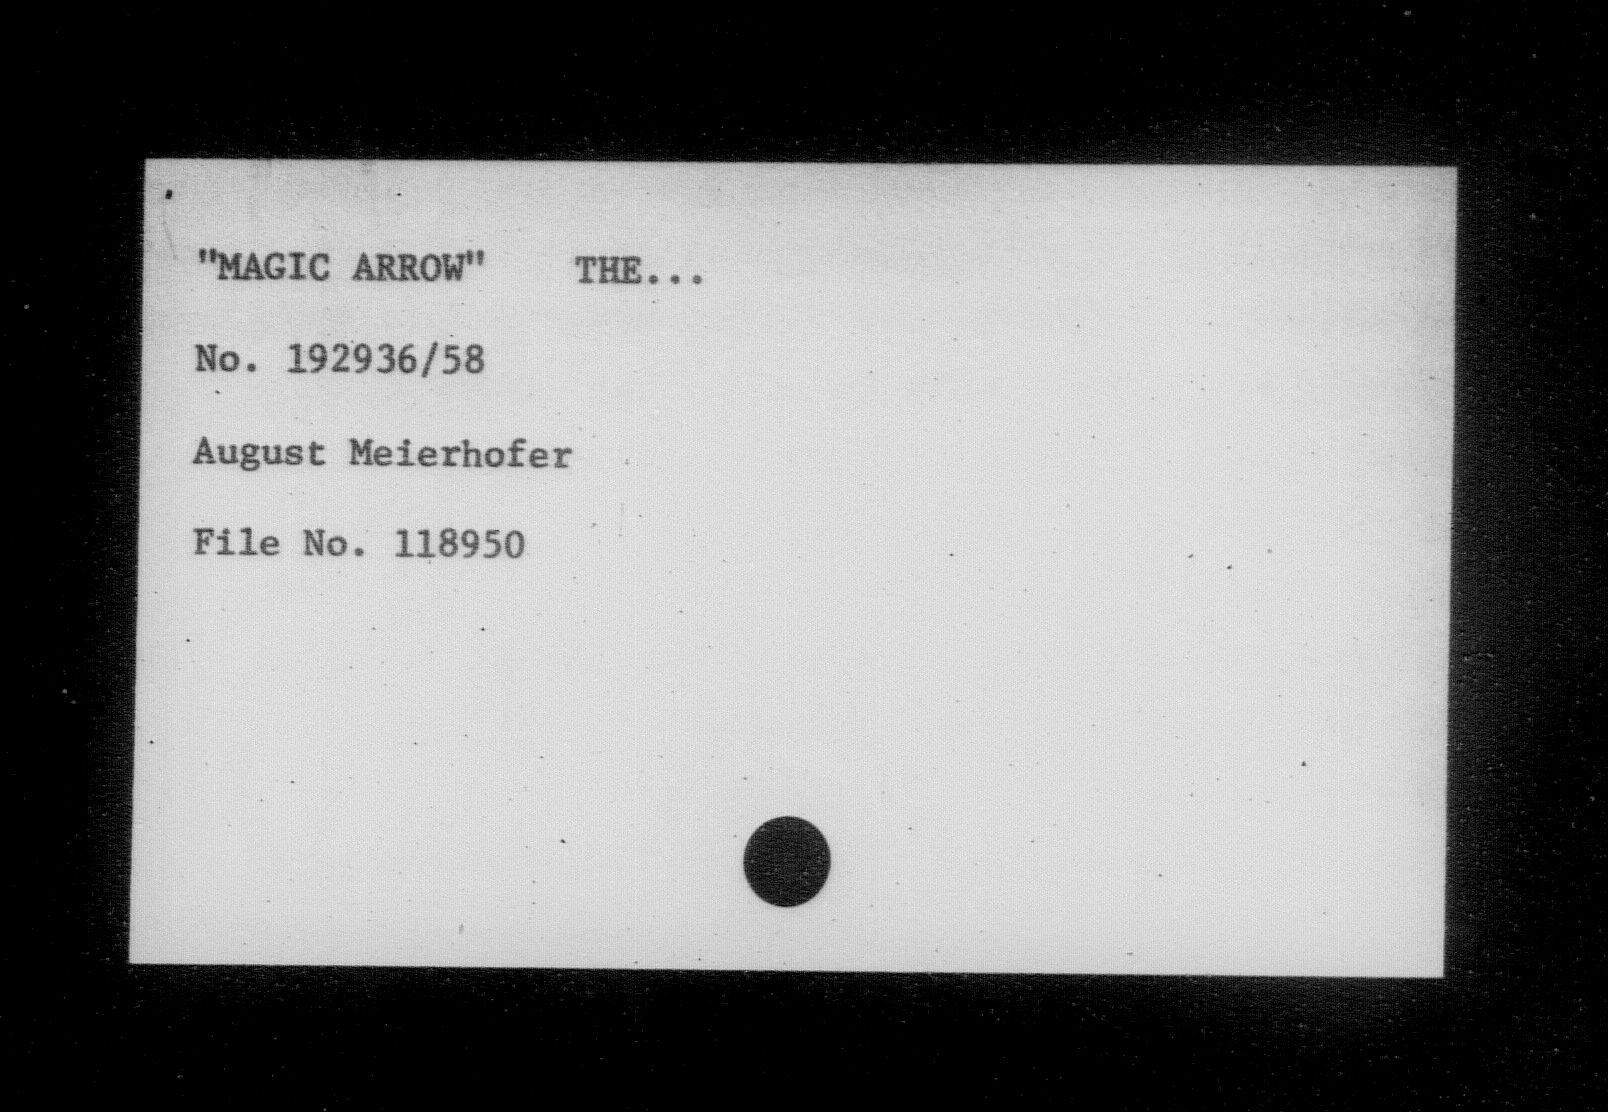 "MAGIC ARROW" THE...
No. 192936/58
August Meierhofer
File No. 118950